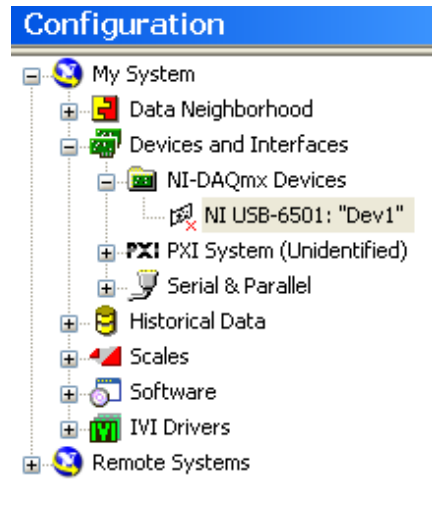 Configuration
My System
Data Neighborhood
Devices and Interfaces
NI-DAQmx Devices
NI USB-6501: "Dev1"
PXI PXI System (Unidentified)
Serial & Parallel
Historical Data
Scales
Software
IVI Drivers
Remote Systems